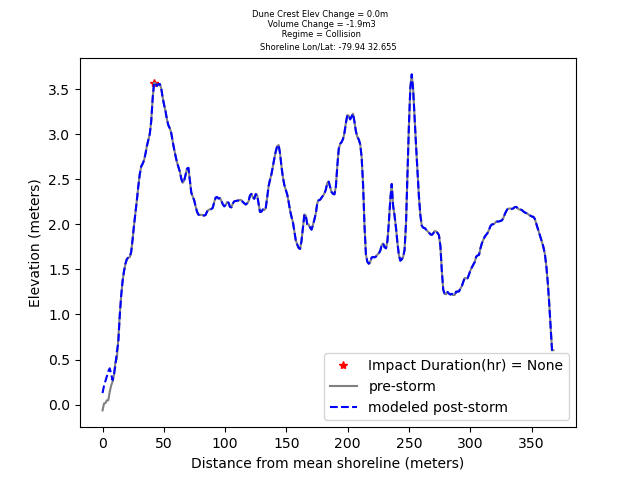 Dune Crest Elev Change = 0.0m
Volume Change = -1.9m3
Regime = Collision
Shoreline Lon/Lat: -79.94 32.655
3.5
3.0
2.5
2.0
1.5
1.0
0.5
0.0
Elevation (meters)
Impact Duration(hr) = None
pre-storm
modeled post-storm
0 50 100 150 200 250 300 350
Distance from mean shoreline (meters)